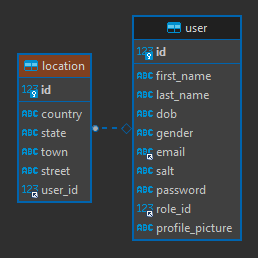 location
123 id
ABC country
ABC state
ABC town
ABC street
123 user_id
user
123 id
ABC first_name
ABC last_name
ABC dob
ABC gender
ABC email
ABC salt
ABC password
123 role_id
ABC profile_picture